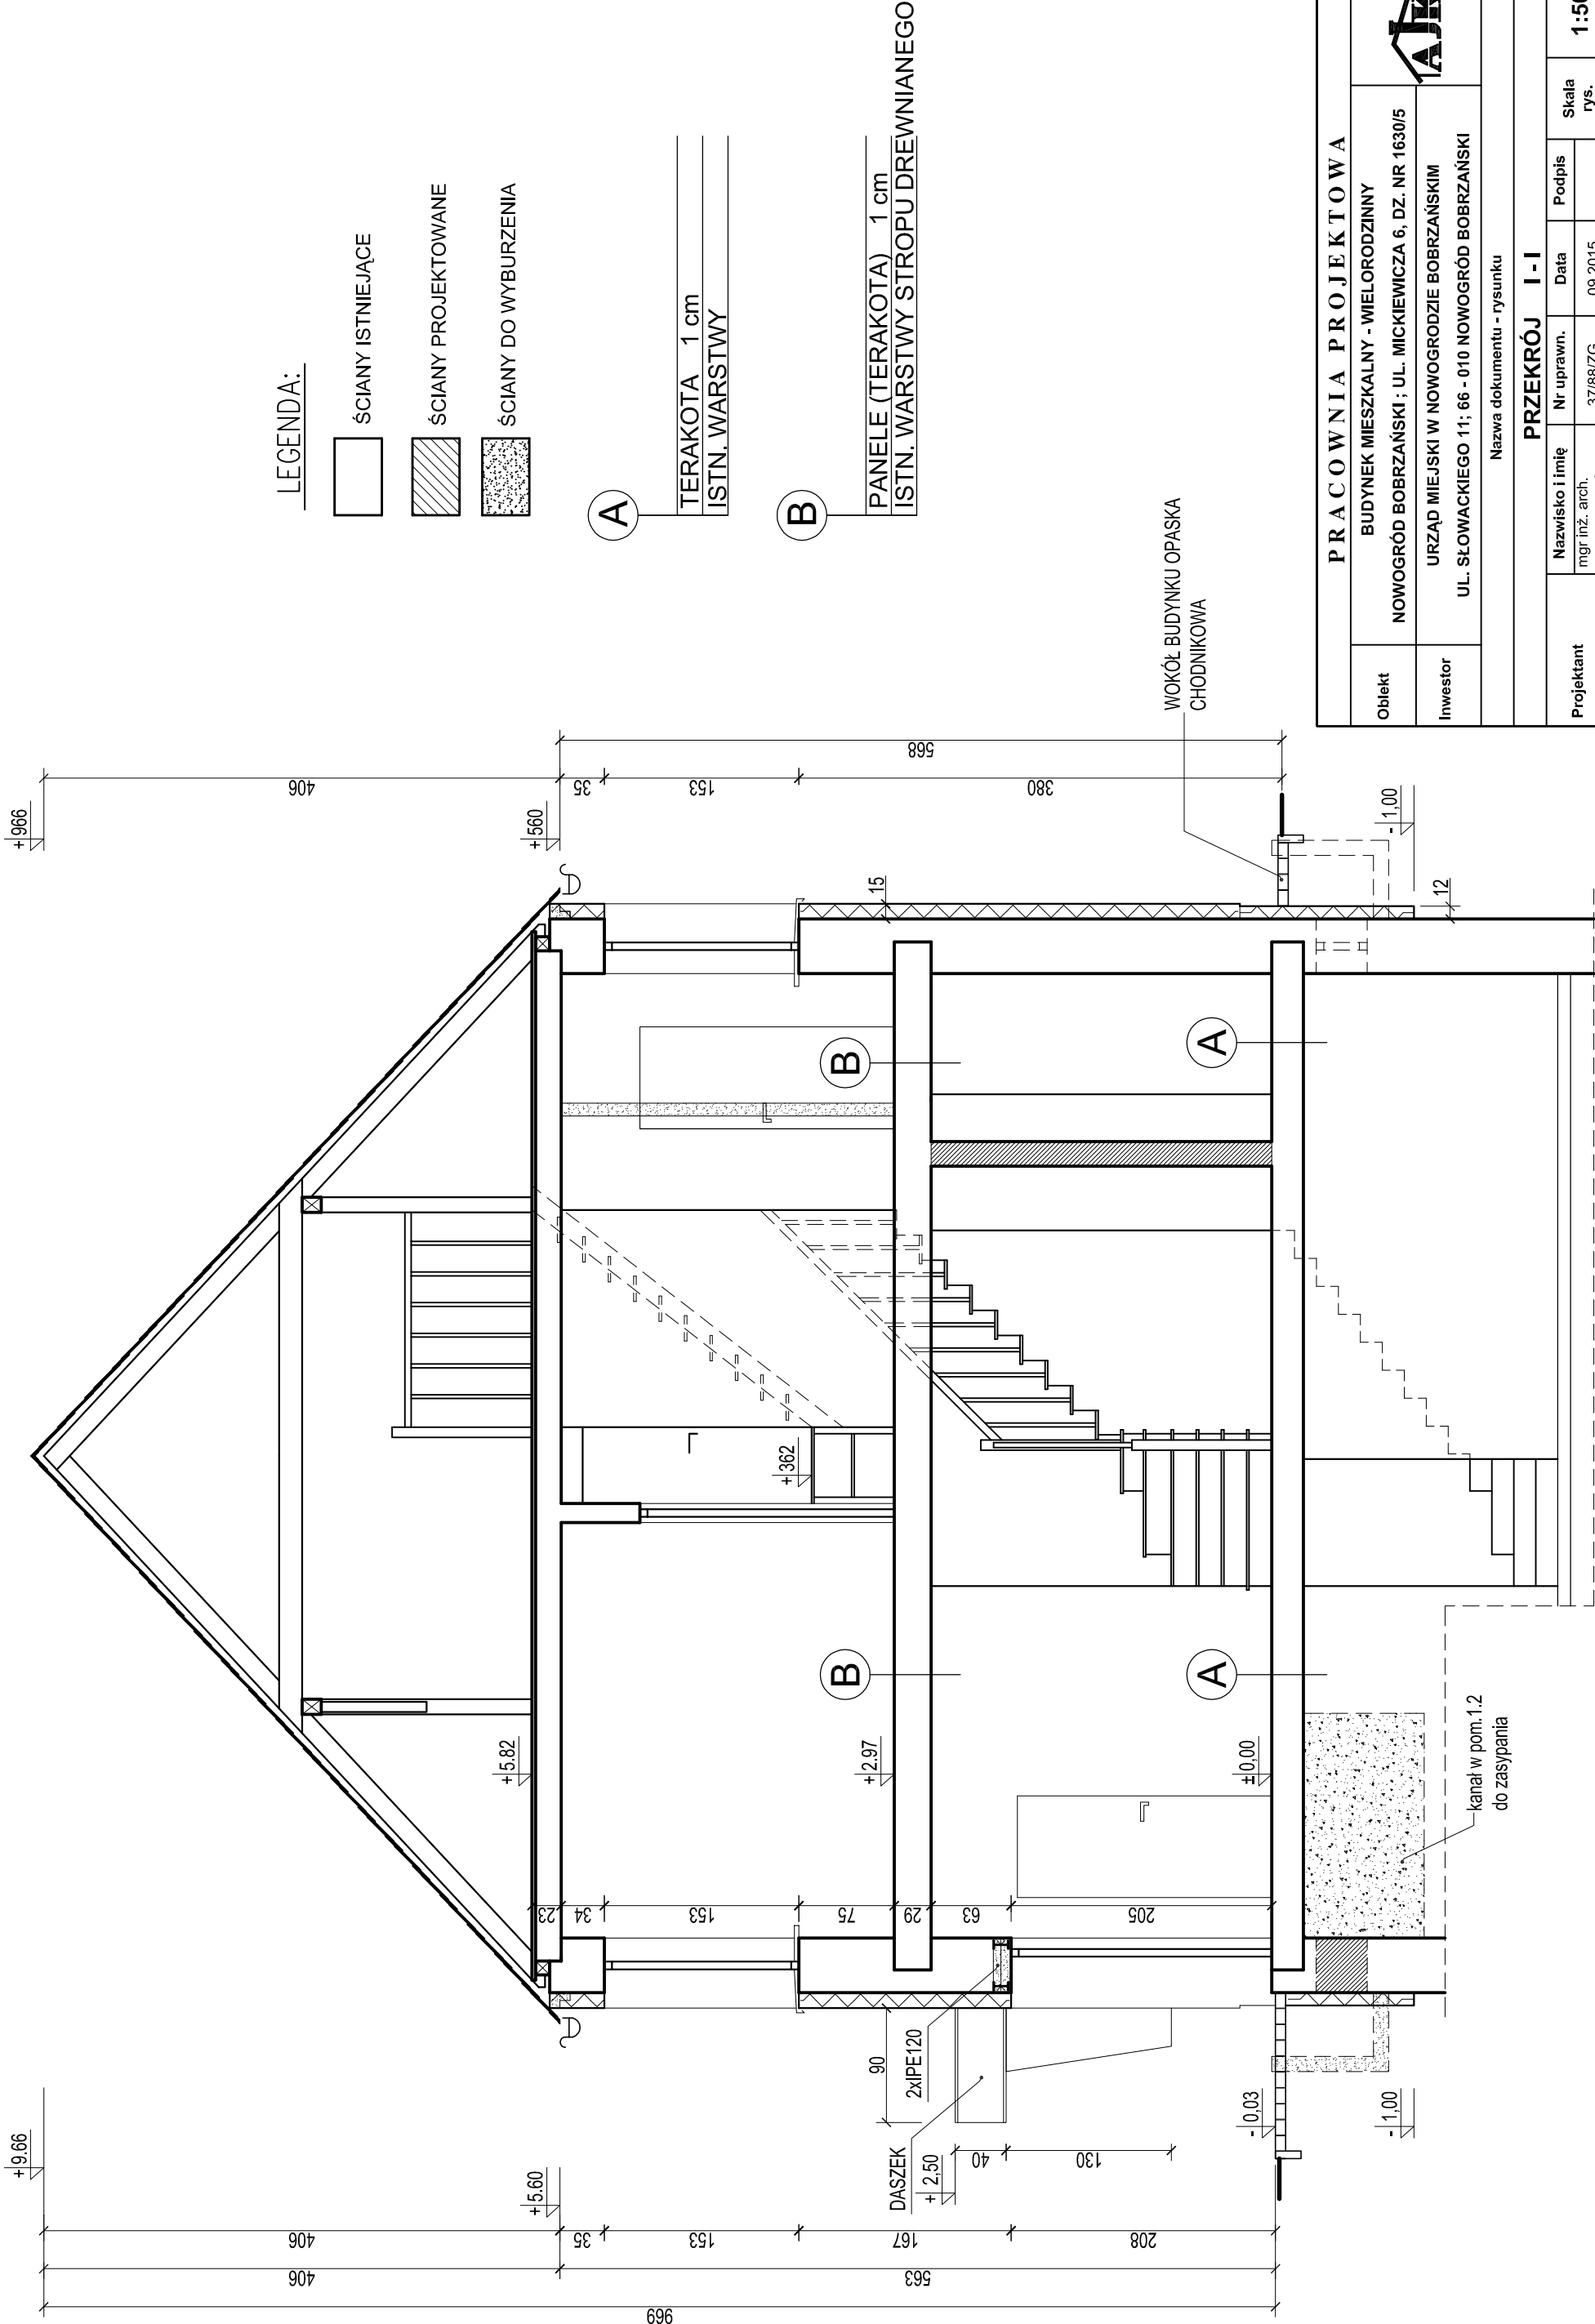 LEGENDA:
ŚCIANY ISTNIEJĄCE
ŚCIANY PROJEKTOWANE
ŚCIANY DO WYBURZENIA
A
TERAKOTA 1 cm
ISTN. WARSTWY
B
PANELE (TERAKOTA) 1 cm
ISTN. WARSTWY STROPU DREWNIANEGO
WOKÓŁ BUDYNKU OPASKA
CHODNIKOWA
+ 9.66
+ 5.60
406
406
969
35
153
167
208
563
DASZEK
+ 2,50
40
130
90
2xIPE120
- 0,03
- 1,00
+ 5.82
+ 2.97
± 0,00
23
34
153
75
29
63
205
B
A
kanał w pom.1.2
do zasypania
+ 362
B
A
15
12
- 1,00
+ 966
+ 560
406
35
153
380
568
PRACOWNIA PROJEKTOWA
Oblekt
BUDYNEK MIESZKALNY - WIELORODZINNY
NOWOGRÓD BOBRZAŃSKI ; UL. MICKIEWICZA 6, DZ. NR 1630/5
Inwestor
URZĄD MIEJSKI W NOWOGRODZIE BOBRZAŃSKIM
UL. SŁOWACKIEGO 11; 66 - 010 NOWOGRÓD BOBRZAŃSKI
Nazwa dokumentu - rysunku
PRZEKRÓJ I - I
Projektant
Nazwisko i imię
Nr uprawn.
Data
Podpis
Skala
rys.
mgr inż. arch.
37/88/ZG
09.2015